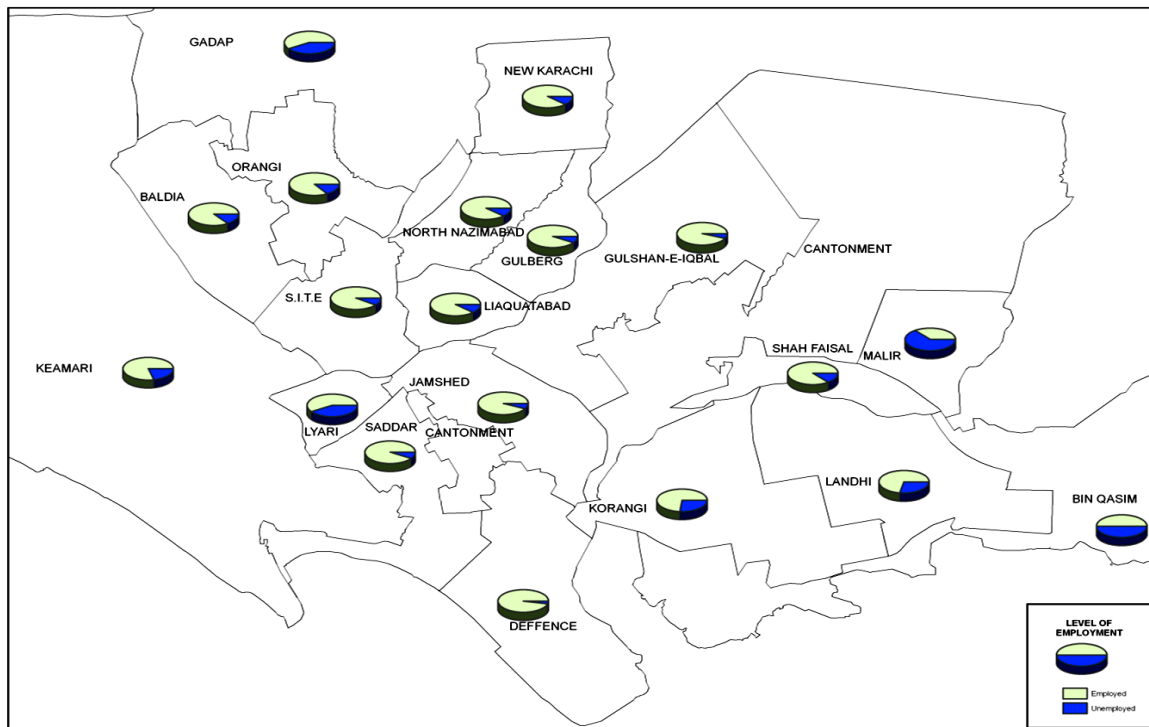 GADAP
NEW KARACHI
ORANGI
BALDIA
NORTH NAZIMABAD
GULBERG
GULSHAN-E-IQBAL
CANTONMENT
S.I.T.E
LIAQUATABAD
SHAH FAISAL
MALIR
KEAMARI
JAMSHED
LYARI
SADDAR
CANTONMENT
KORANGI
LANDHI
BIN QASIM
DEFFENCE
LEVEL OF
EMPLOYMENT
Employed
Unemployed